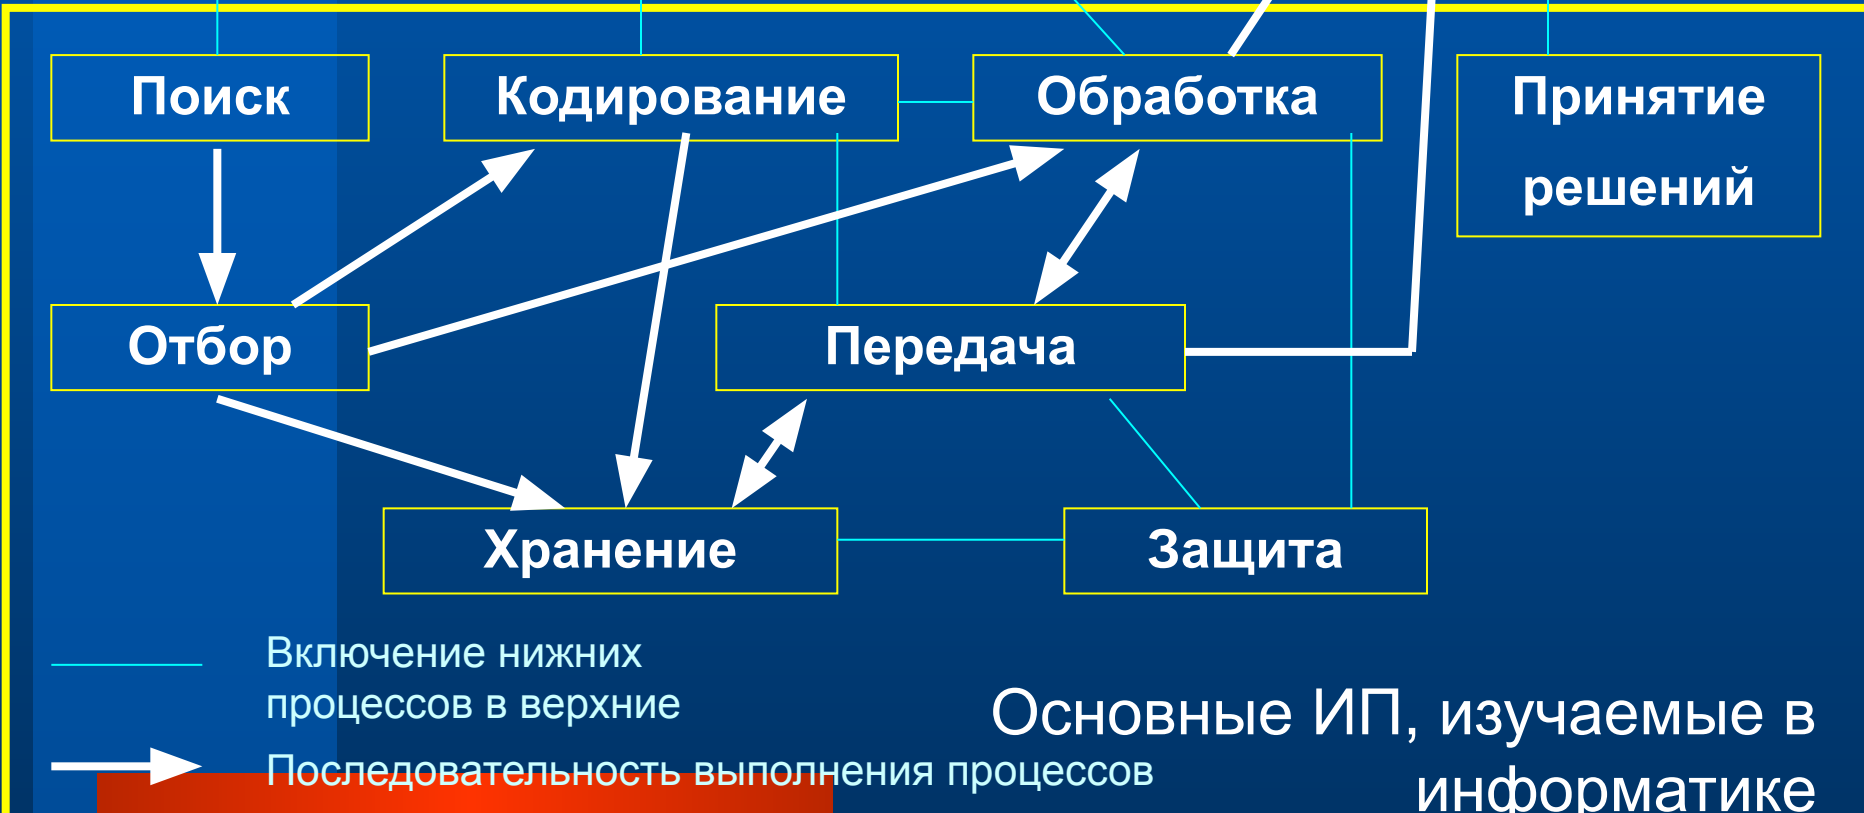 Поиск
Кодирование
Обработка
Принятие
решений
Отбор
Передача
Хранение
Защита
Включение нижних
процессов в верхние
Последовательность выполнения процессов
Основные ИП, изучаемые в
информатике